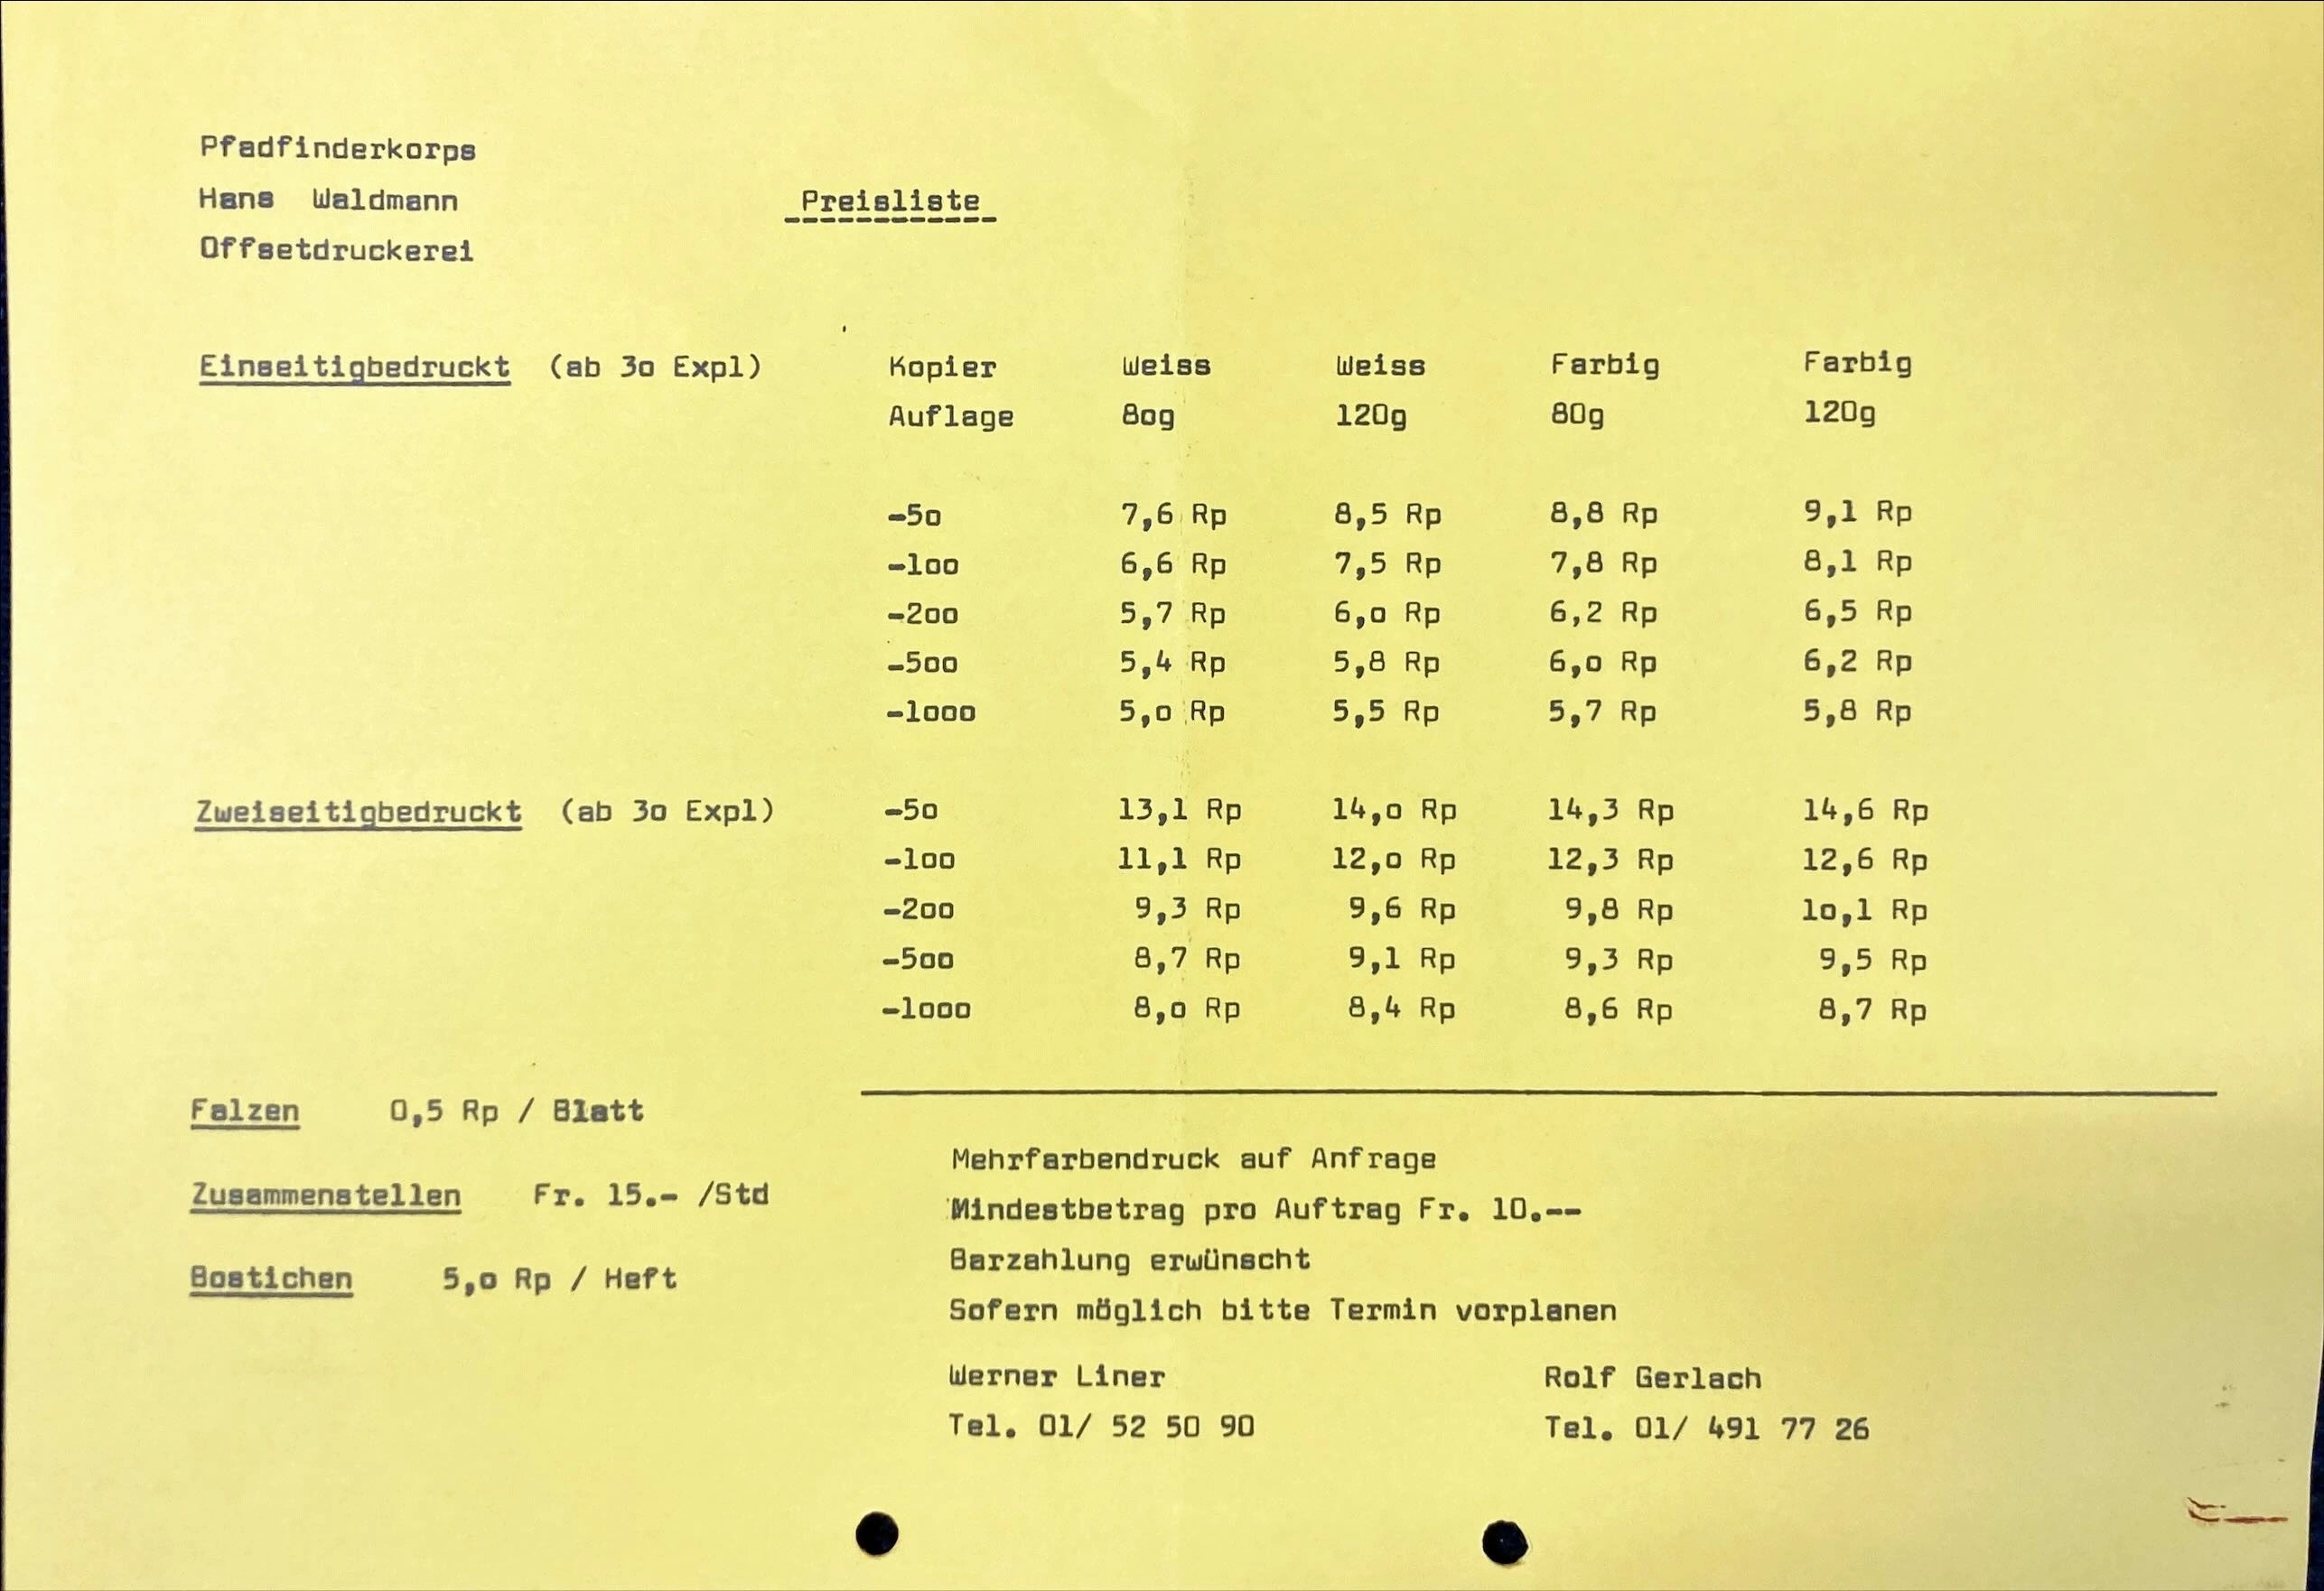 Pfadfinderkorps
Hans Waldmann
Preisliste
Offsetdruckerei
Einseitigbedruckt (ab 3o Expl) Kopier Weiss Weiss Farbig Farbig
Auflage 8og 120g 80g 120g
-5o 7,6 Rp 8,5 Rp 8,8 Rp 9,1 Rp
-loo 6,6 Rp 7,5 Rp 7,8 Rp 8,1 Rp
-2oo 5,7 Rp 6,o Rp 6,2 Rp 6,5 Rp
-5oo 5,4 Rp 5,8 Rp 6,o Rp 6,2 Rp
-looo 5,o Rp 5,5 Rp 5,7 Rp 5,8 Rp
Zweiseitigbedruckt (ab 3o Expl) -5o 13,1 Rp 14,o Rp 14,3 Rp 14,6 Rp
-loo 11,1 Rp 12,o Rp 12,3 Rp 12,6 Rp
-2oo 9,3 Rp 9,6 Rp 9,8 Rp lo,1 Rp
-5oo 8,7 Rp 9,1 Rp 9,3 Rp 9,5 Rp
-looo 8,o Rp 8,4 Rp 8,6 Rp 8,7 Rp
Falzen 0,5 Rp / Blatt
Zusammenstellen Fr. 15.- /Std
Bostichen 5,o Rp / Heft
Mehrfarbendruck auf Anfrage
Mindestbetrag pro Auftrag Fr. 10.--
Barzahlung erwünscht
Sofern möglich bitte Termin vorplanen
Werner Liner Rolf Gerlach
Tel. 01/ 52 50 90 Tel. 01/ 491 77 26